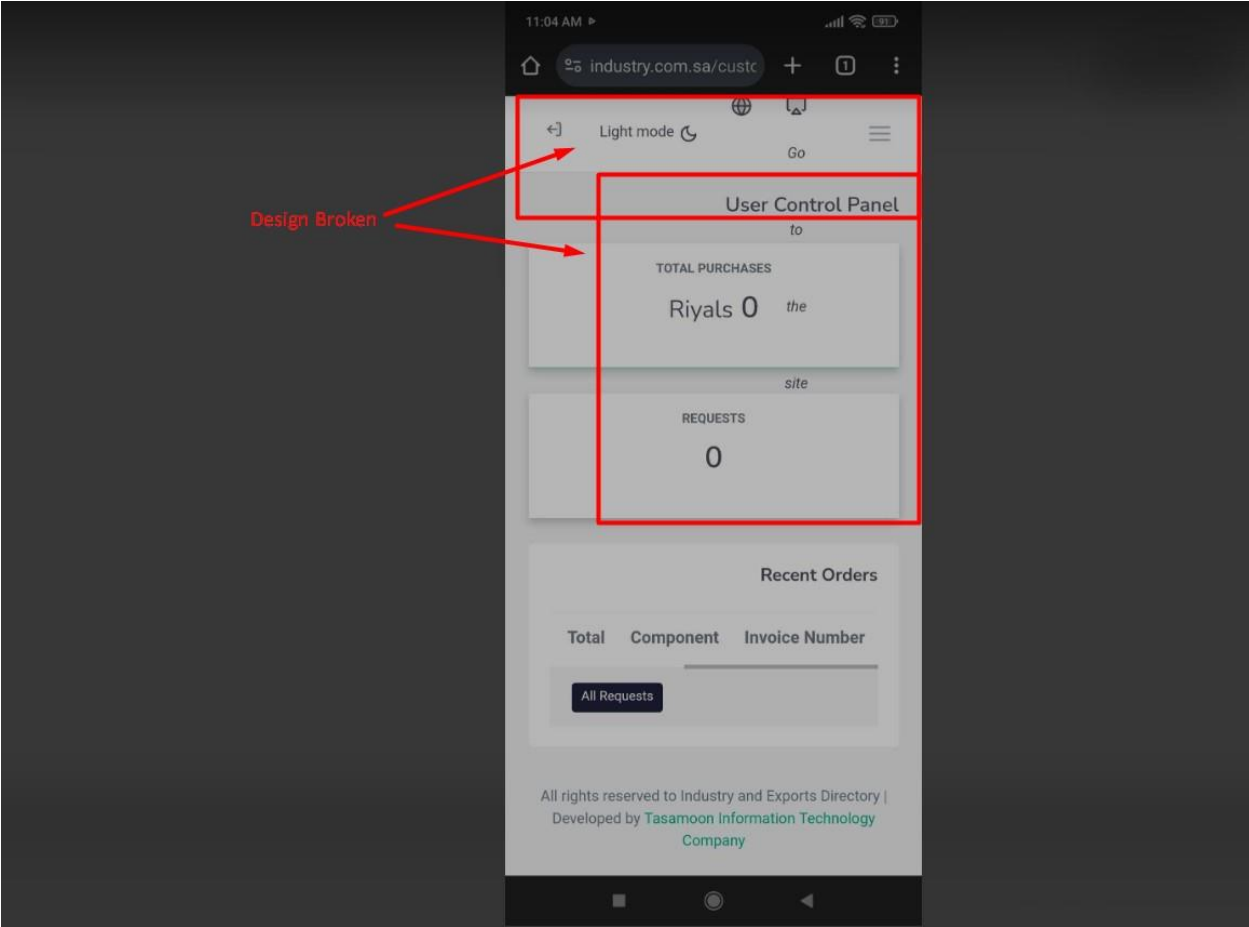 11:04 AM
91
industry.com.sa/custc
1
Light mode
Go
User Control Panel
Design Broken
to
TOTAL PURCHASES
Riyals 0
the
site
REQUESTS
0
Recent Orders
Total Component Invoice Number
All Requests
All rights reserved to Industry and Exports Directory |
Developed by Tasamoon Information Technology
Company